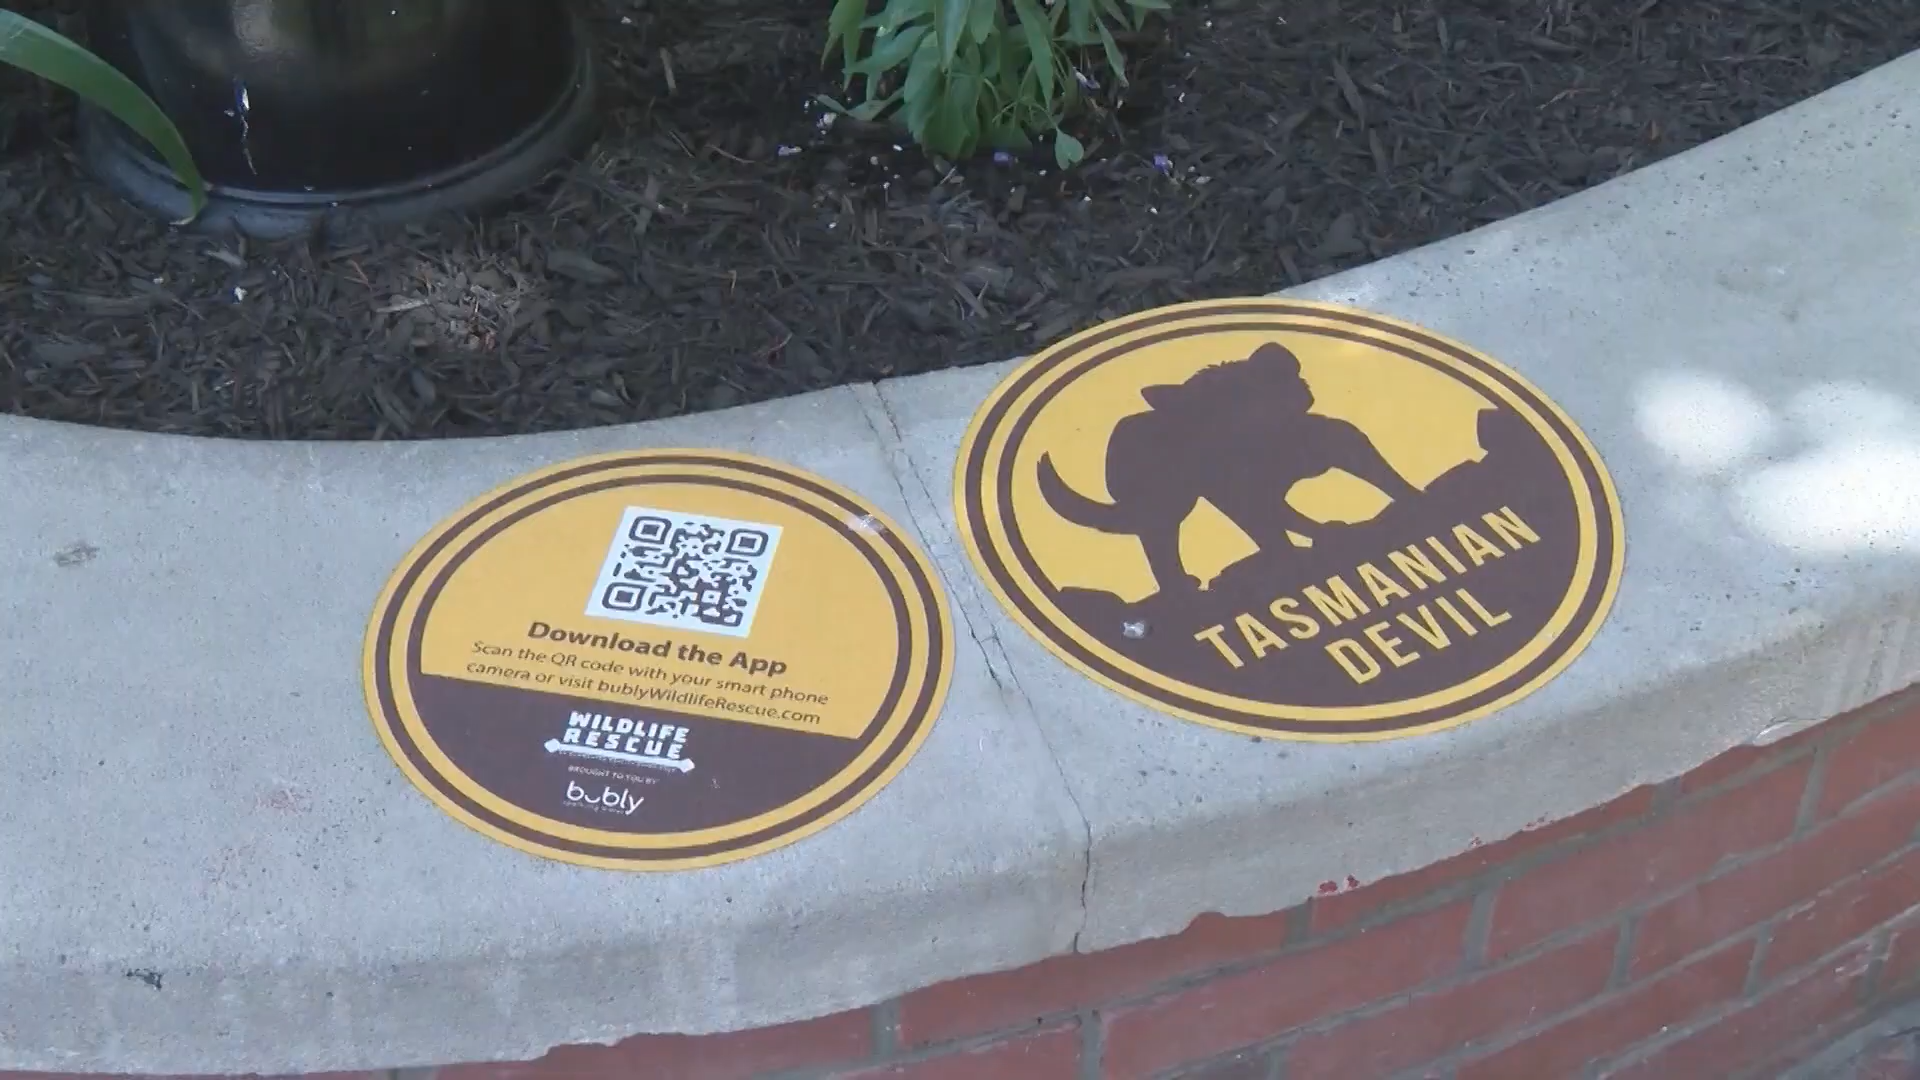 Download the App
Scan the QR code with your smart phone
camera or visit bublyWildlifeRescue.com
WILDLIFE
RESCUE
BROUGHT TO YOU BY
bubly
TASMANIAN
DEVIL